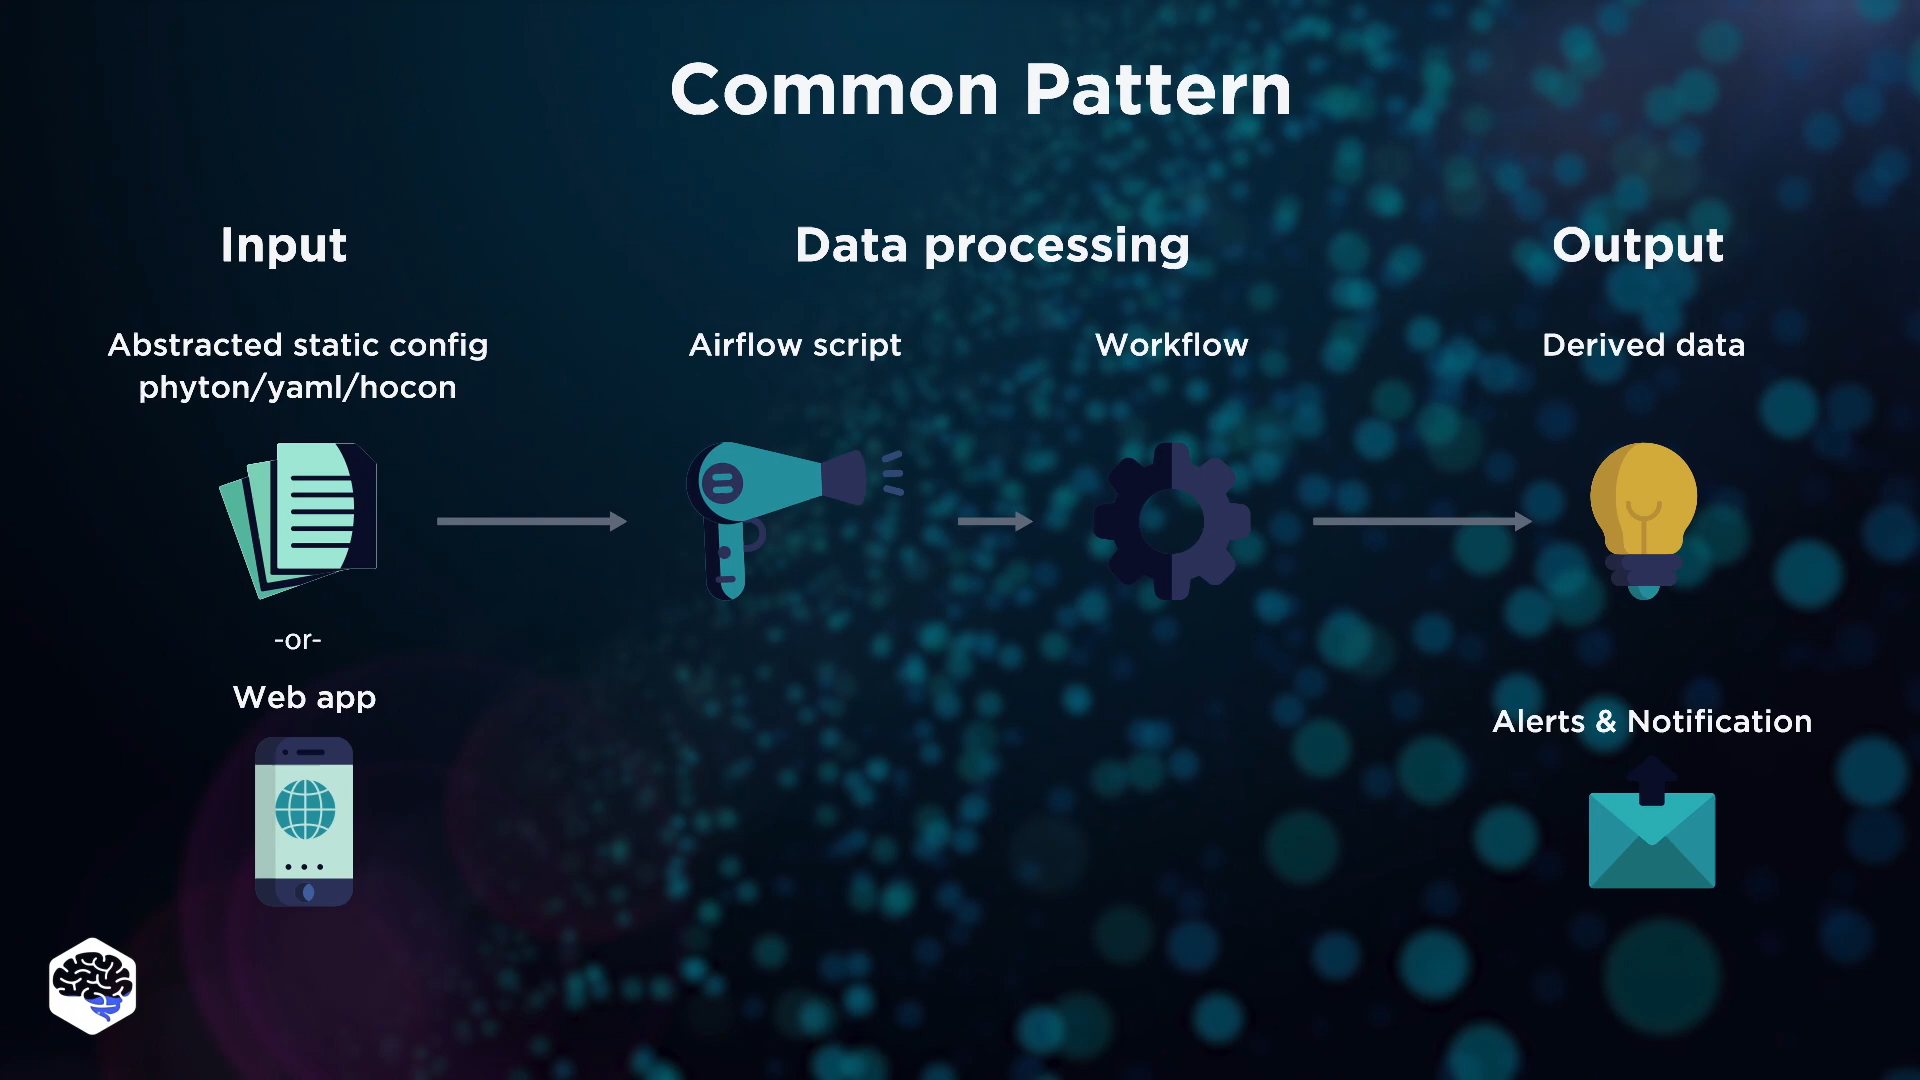 Common Pattern
Input
Abstracted static config
phyton/yaml/hocon
-or-
Web app
Data processing
Airflow script
Workflow
Output
Derived data
Alerts & Notification